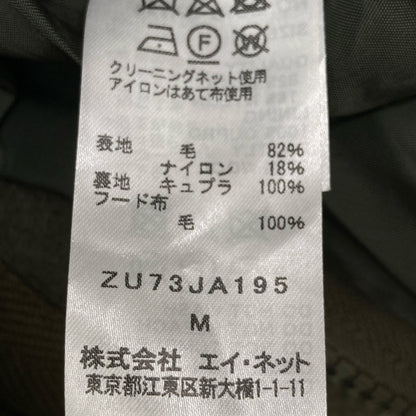 F W
クリーニングネット使用
アイロンはあて布使用
表地 毛 82%
ナイロン 18%
裏地 キュプラ 100%
フード布
毛 100%
ZU73JA195
M
株式会社 エイ・ネット
東京都江東区新大橋1-1-11